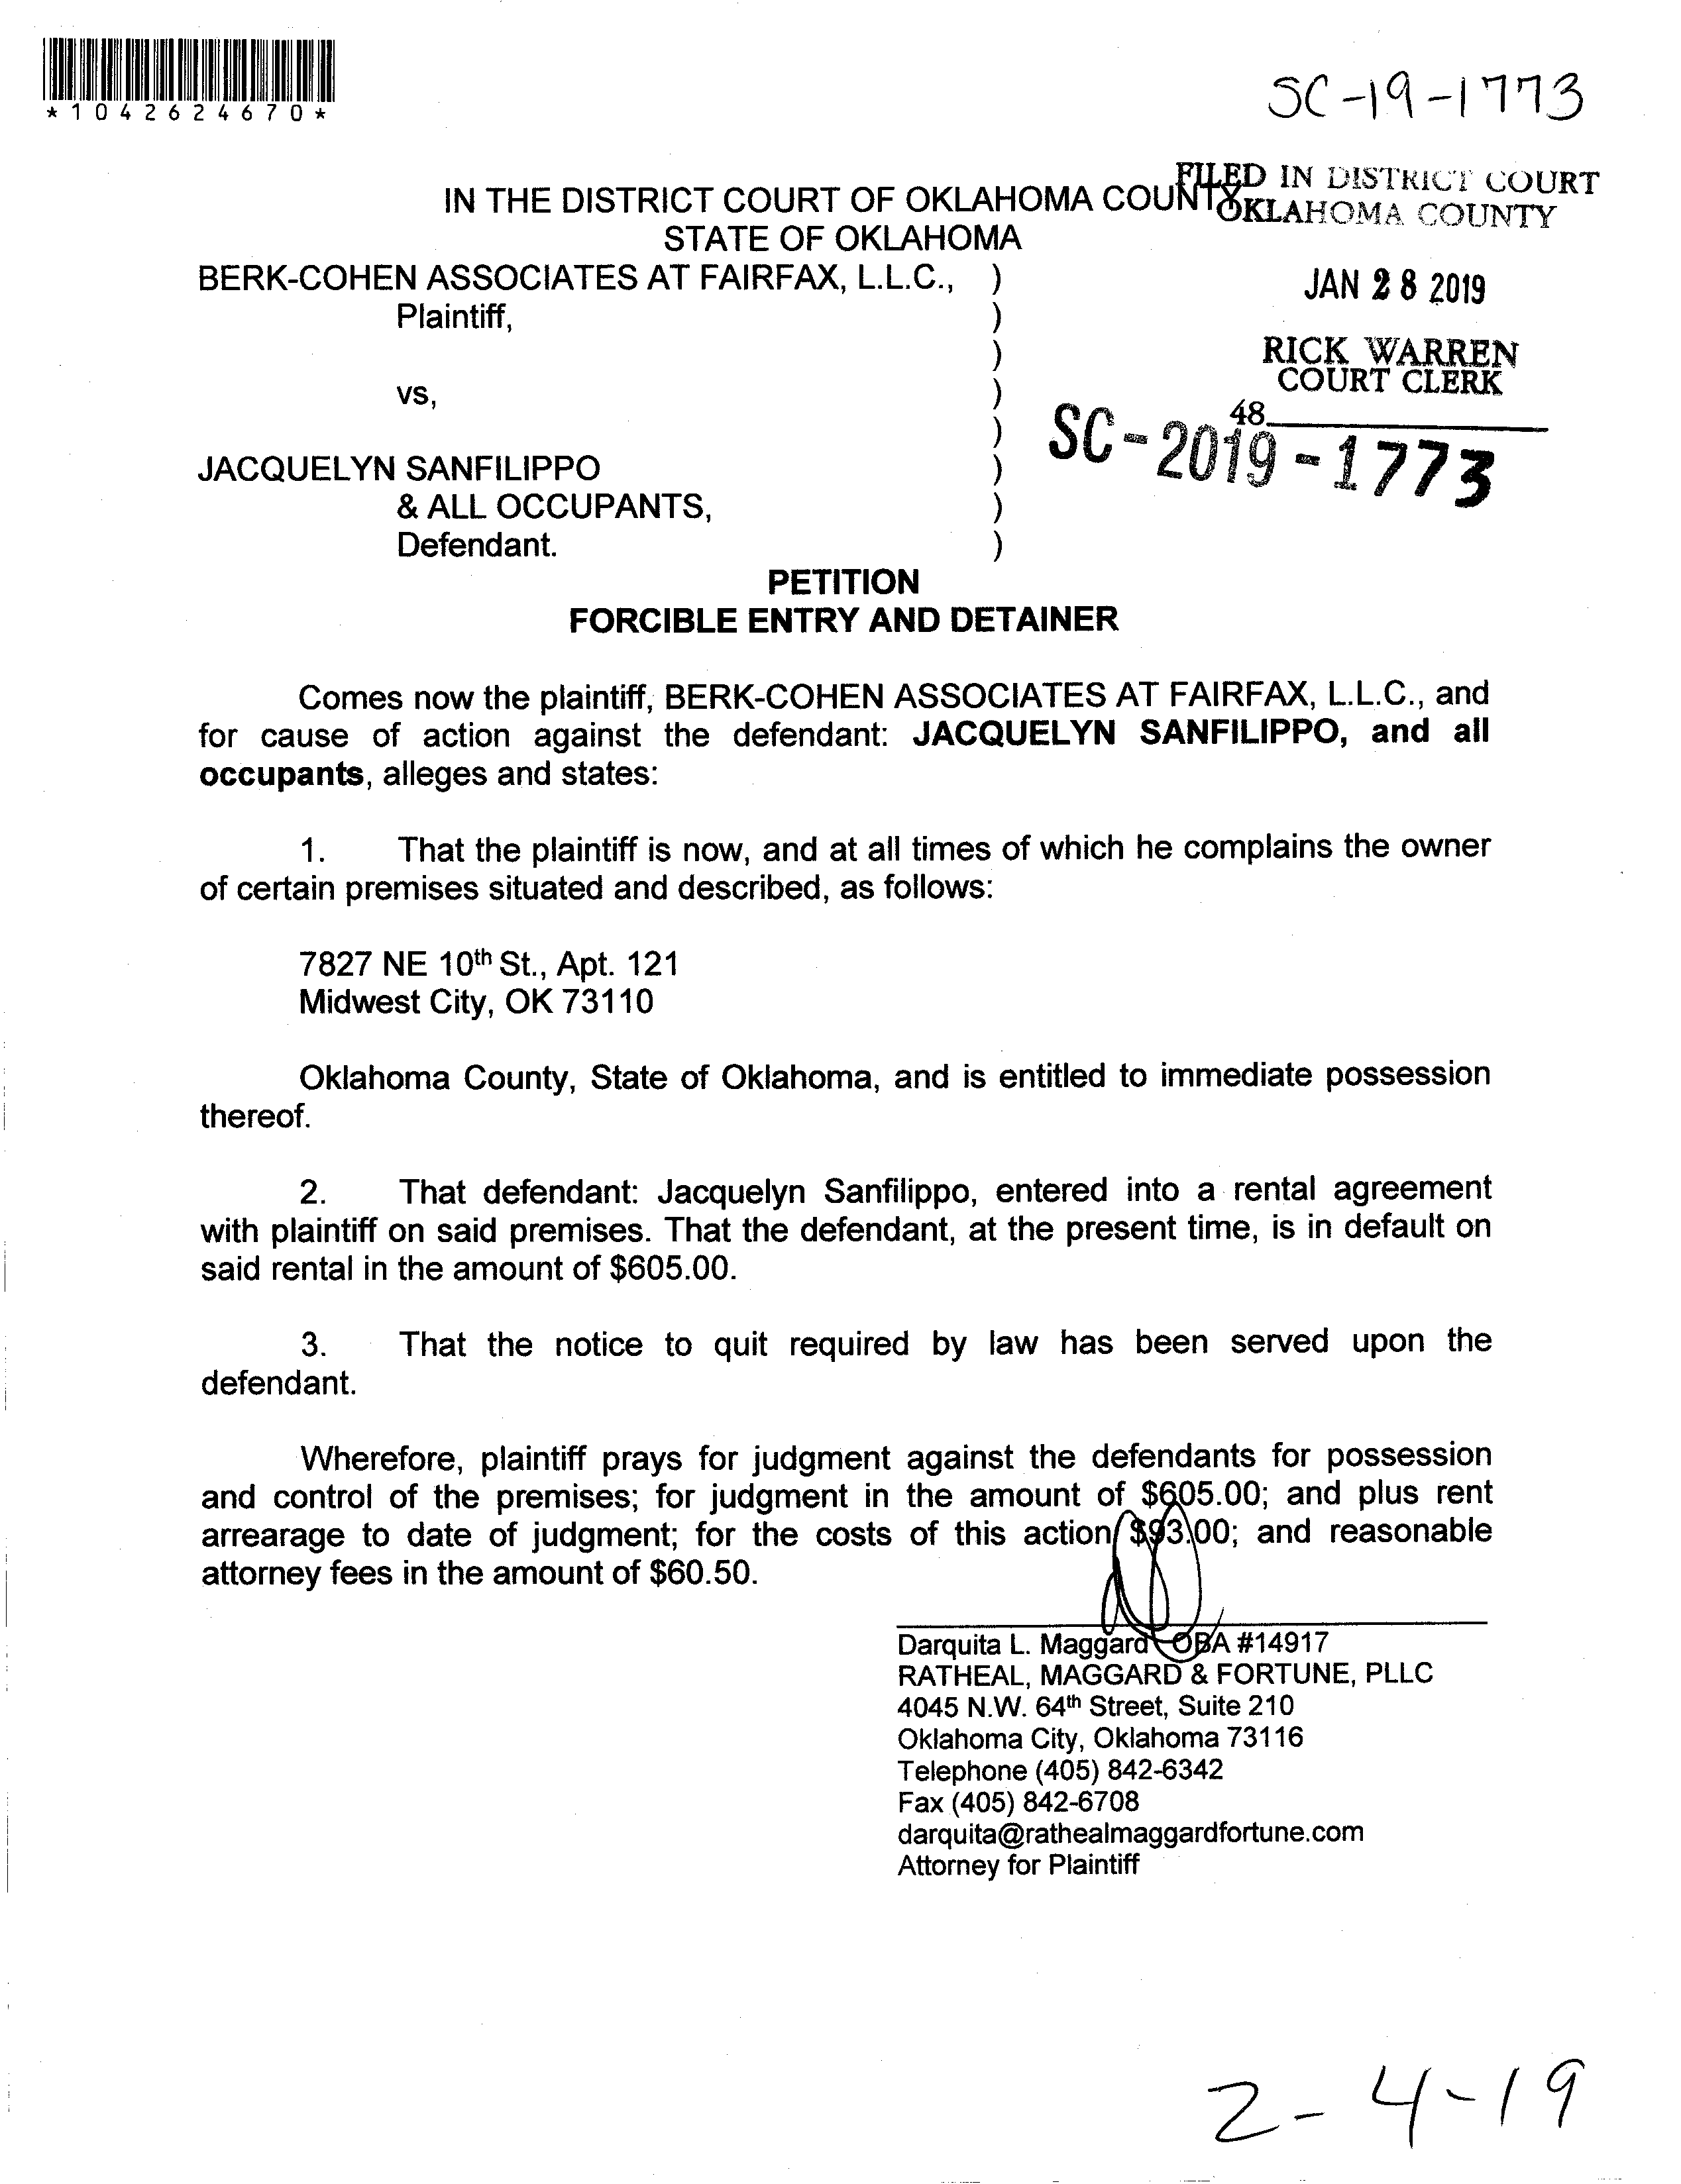 *1042624670*
SC-19-1773
FILED IN DISTRICT COURT
OKLAHOMA COUNTY
IN THE DISTRICT COURT OF OKLAHOMA COUNTY
STATE OF OKLAHOMA
BERK-COHEN ASSOCIATES AT FAIRFAX, L.L.C., )
Plaintiff, )
)
vs, )
)
JACQUELYN SANFILIPPO )
& ALL OCCUPANTS, )
Defendant. )
JAN 28 2019
RICK WARREN
COURT CLERK
48
SC-2019-1773
PETITION
FORCIBLE ENTRY AND DETAINER
Comes now the plaintiff, BERK-COHEN ASSOCIATES AT FAIRFAX, L.L.C., and
for cause of action against the defendant: JACQUELYN SANFILIPPO, and all
occupants, alleges and states:
1. That the plaintiff is now, and at all times of which he complains the owner
of certain premises situated and described, as follows:
7827 NE 10th St., Apt. 121
Midwest City, OK 73110
Oklahoma County, State of Oklahoma, and is entitled to immediate possession
thereof.
2. That defendant: Jacquelyn Sanfilippo, entered into a rental agreement
with plaintiff on said premises. That the defendant, at the present time, is in default on
said rental in the amount of $605.00.
3. That the notice to quit required by law has been served upon the
defendant.
Wherefore, plaintiff prays for judgment against the defendants for possession
and control of the premises; for judgment in the amount of $605.00; and plus rent
arrearage to date of judgment; for the costs of this action $93.00; and reasonable
attorney fees in the amount of $60.50.
Darquita L. Maggard OBA #14917
RATHEAL, MAGGARD & FORTUNE, PLLC
4045 N.W. 64th Street, Suite 210
Oklahoma City, Oklahoma 73116
Telephone (405) 842-6342
Fax (405) 842-6708
darquita@rathealmaggardfortune.com
Attorney for Plaintiff
2-4-19